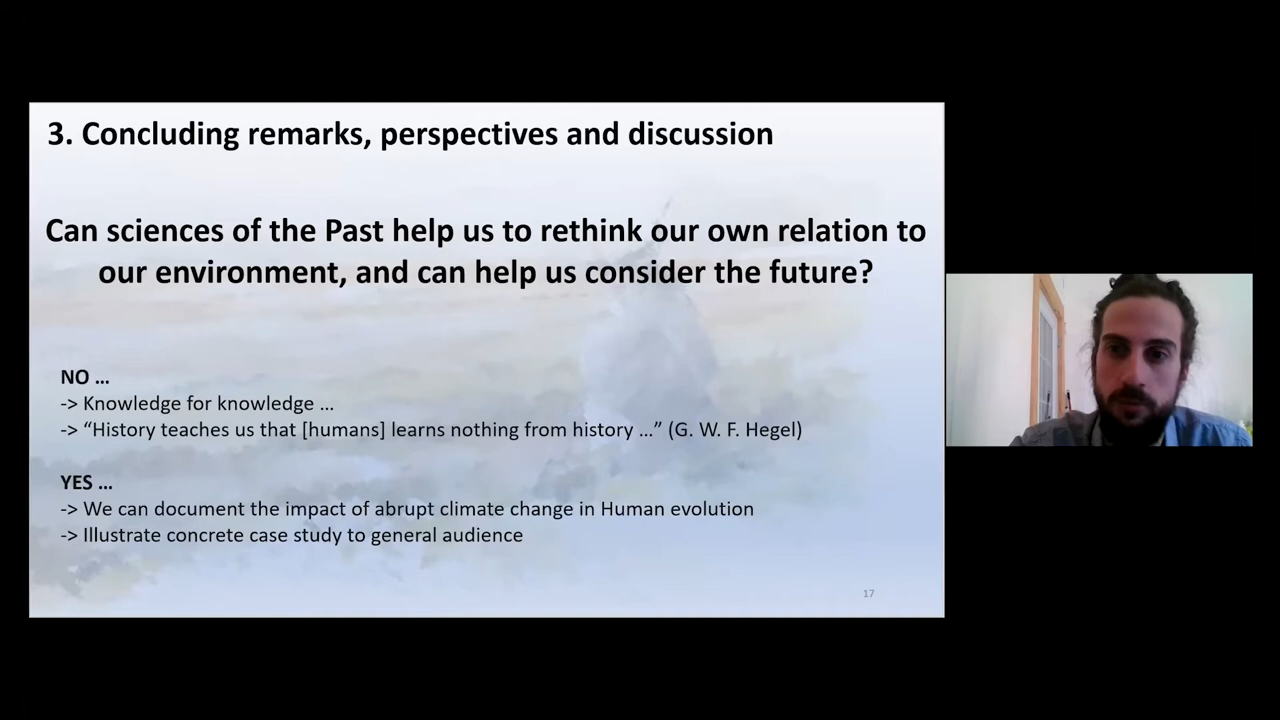 3. Concluding remarks, perspectives and discussion
Can sciences of the Past help us to rethink our own relation to
our environment, and can help us consider the future?
NO ...
-> Knowledge for knowledge ...
-> “History teaches us that [humans] learns nothing from history ...” (G. W. F. Hegel)
YES ...
-> We can document the impact of abrupt climate change in Human evolution
-> Illustrate concrete case study to general audience
17